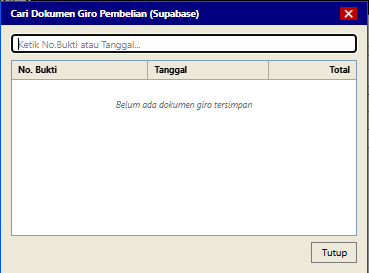 Cari Dokumen Giro Pembelian (Supabase)
Ketik No.Bukti atau Tanggal...
No. Bukti Tanggal Total
Belum ada dokumen giro tersimpan
Tutup